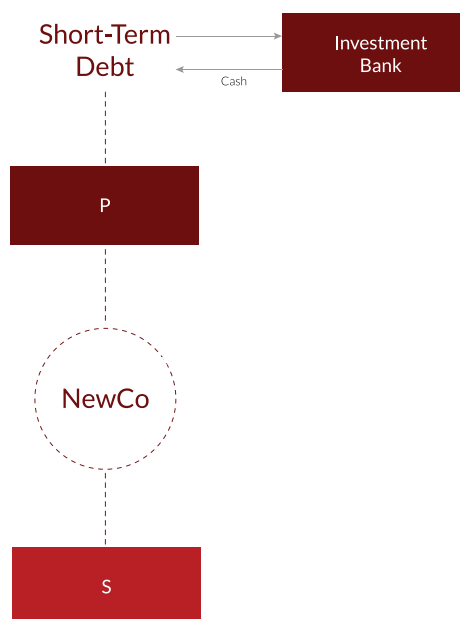 Short-Term
Debt
Investment
Bank
Cash
P
NewCo
S